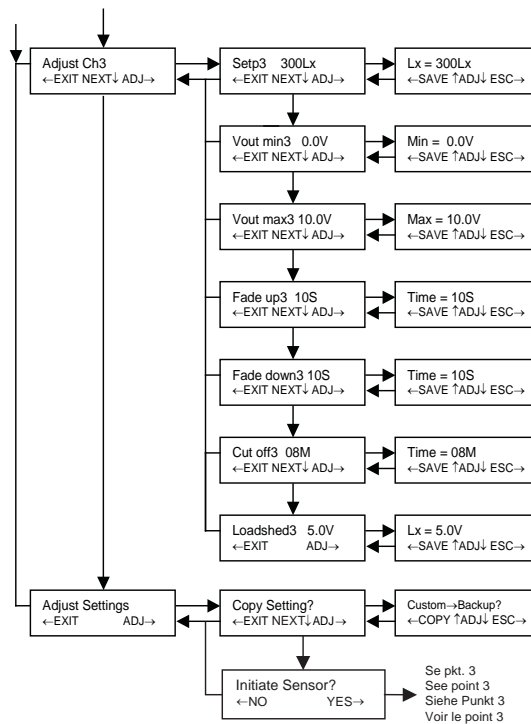 Adjust Ch3
←EXIT NEXT↓ ADJ→
Setp3 300Lx
←EXIT NEXT↓ ADJ→
Lx = 300Lx
←SAVE ↑ADJ↓ ESC→
Vout min3 0.0V
←EXIT NEXT↓ ADJ→
Min = 0.0V
←SAVE ↑ADJ↓ ESC→
Vout max3 10.0V
←EXIT NEXT↓ ADJ→
Max = 10.0V
←SAVE ↑ADJ↓ ESC→
Fade up3 10S
←EXIT NEXT↓ ADJ→
Time = 10S
←SAVE ↑ADJ↓ ESC→
Fade down3 10S
←EXIT NEXT↓ ADJ→
Time = 10S
←SAVE ↑ADJ↓ ESC→
Cut off3 08M
←EXIT NEXT↓ ADJ→
Time = 08M
←SAVE ↑ADJ↓ ESC→
Loadshed3 5.0V
←EXIT ADJ→
Lx = 5.0V
←SAVE ↑ADJ↓ ESC→
Adjust Settings
←EXIT ADJ→
Copy Setting?
←EXIT NEXT↓ ADJ→
Custom→Backup?
←COPY ↑ADJ↓ ESC→
Initiate Sensor?
←NO YES→
Se pkt. 3
See point 3
Siehe Punkt 3
Voir le point 3